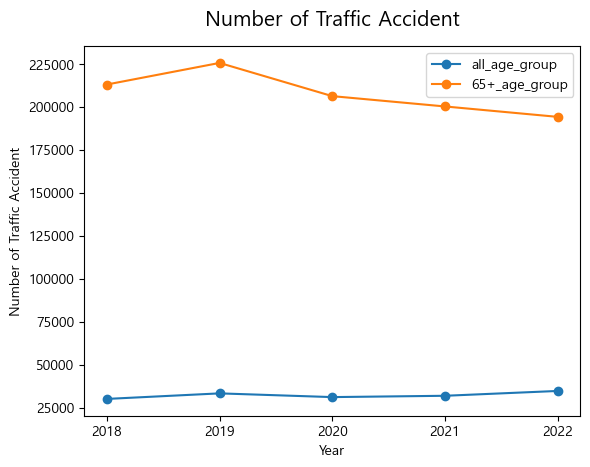 Number of Traffic Accident
all_age_group
65+_age_group
Number of Traffic Accident
225000
200000
175000
150000
125000
100000
75000
50000
25000
2018 2019 2020 2021 2022
Year